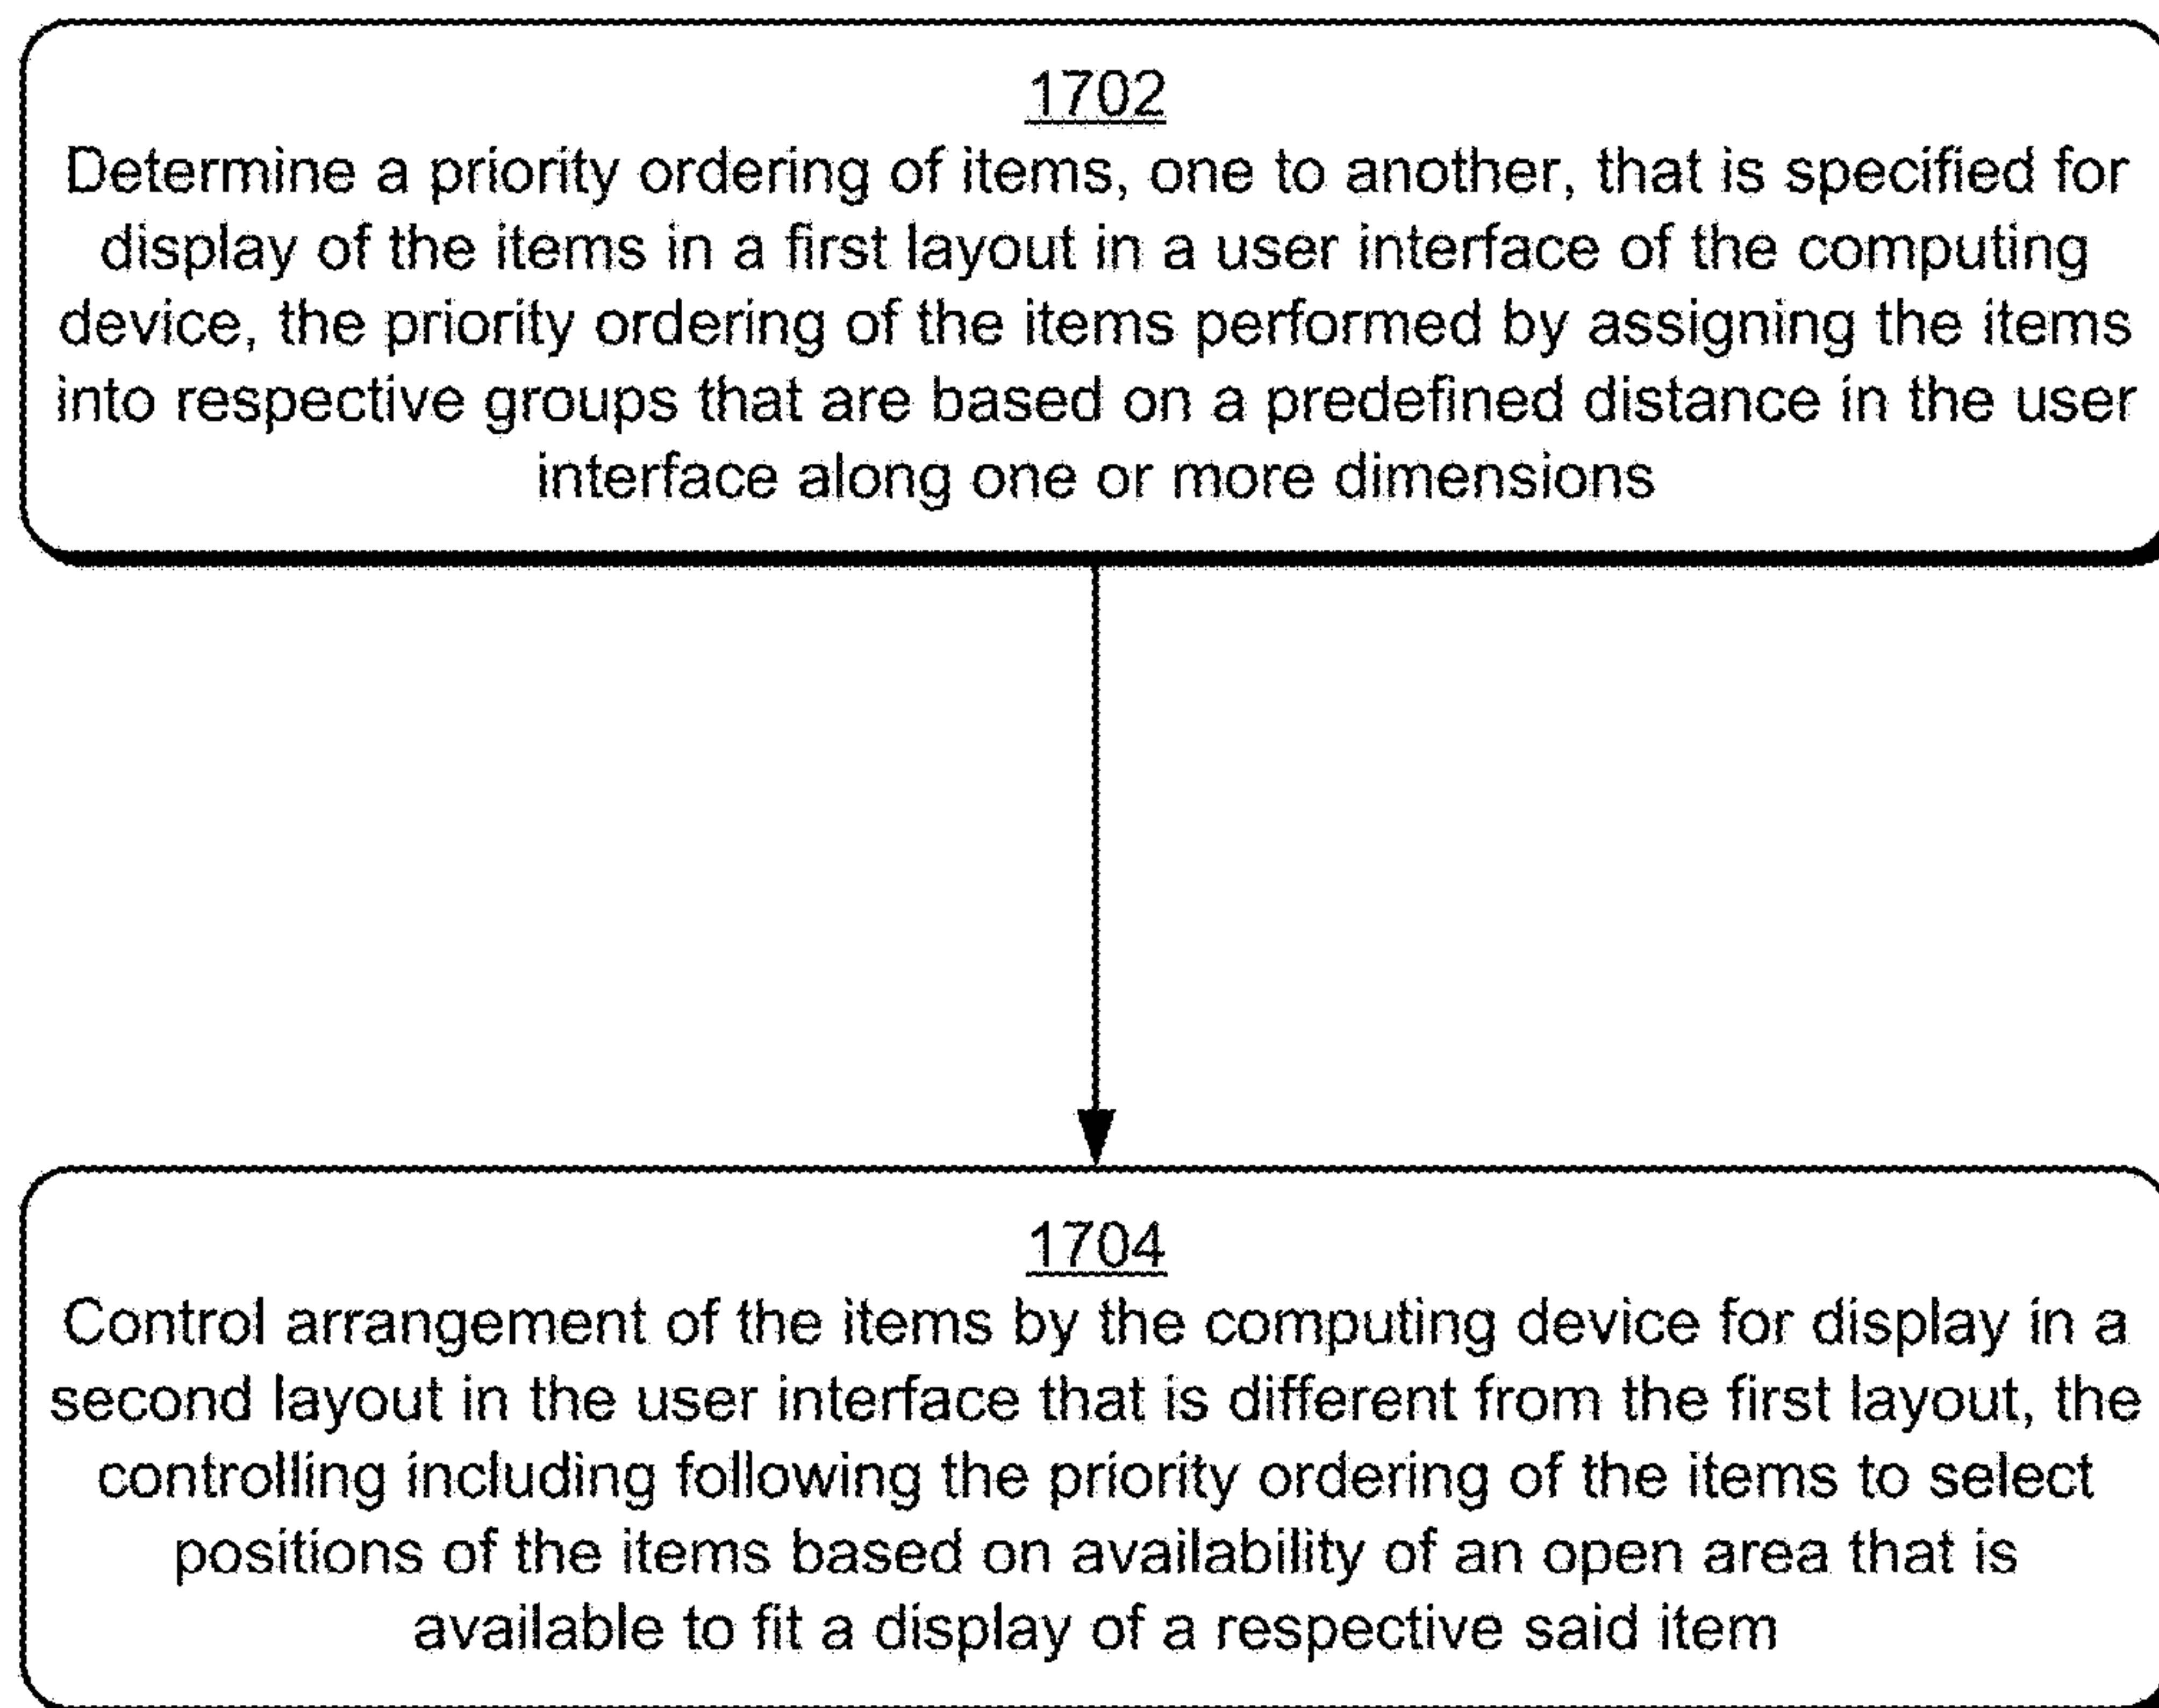 1702
Determine a priority ordering of items, one to another, that is specified for
display of the items in a first layout in a user interface of the computing
device, the priority ordering of the items performed by assigning the items
into respective groups that are based on a predefined distance in the user
interface along one or more dimensions
1704
Control arrangement of the items by the computing device for display in a
second layout in the user interface that is different from the first layout, the
controlling including following the priority ordering of the items to select
positions of the items based on availability of an open area that is
available to fit a display of a respective said item